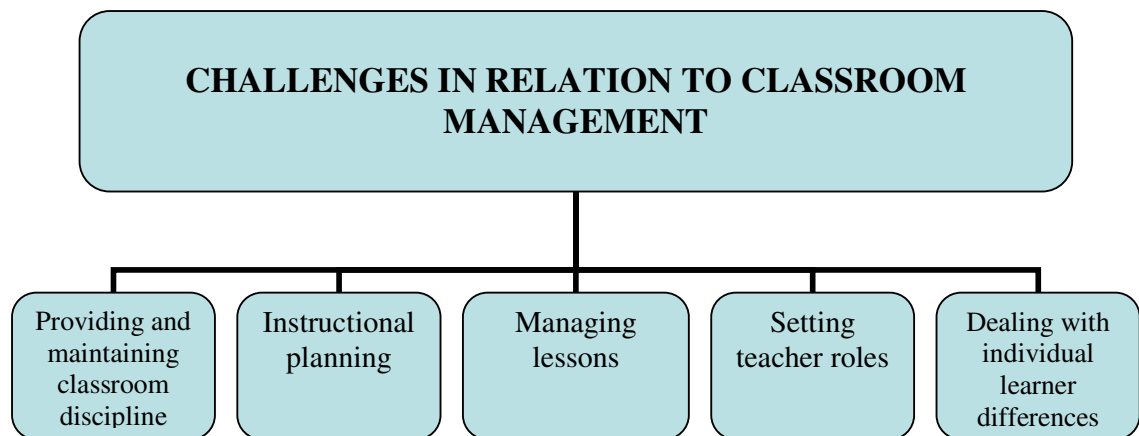 CHALLENGES IN RELATION TO CLASSROOM
MANAGEMENT
Providing and
maintaining
classroom
discipline
Instructional
planning
Managing
lessons
Setting
teacher roles
Dealing with
individual
learner
differences